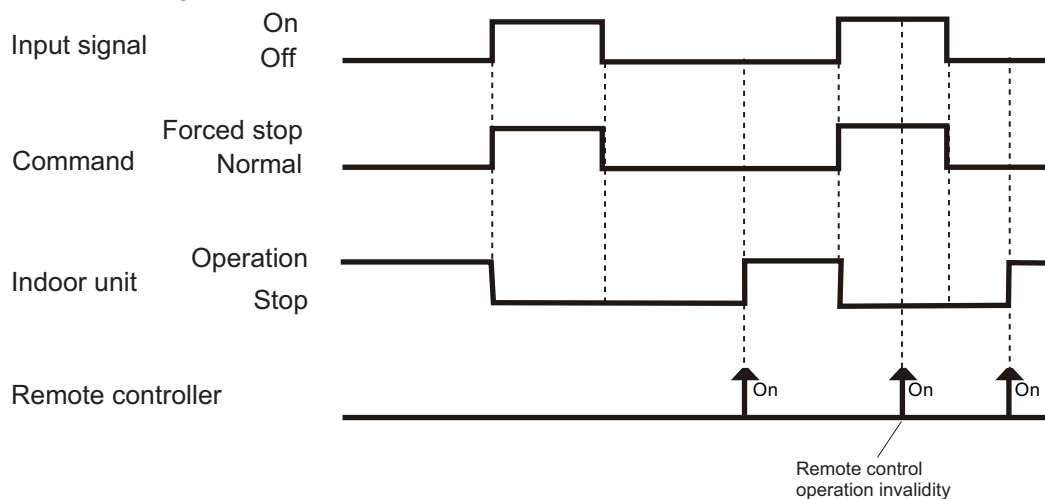 Input signal
On
Off
Command
Forced stop
Normal
Indoor unit
Operation
Stop
Remote controller
On
On
On
Remote control
operation invalidity